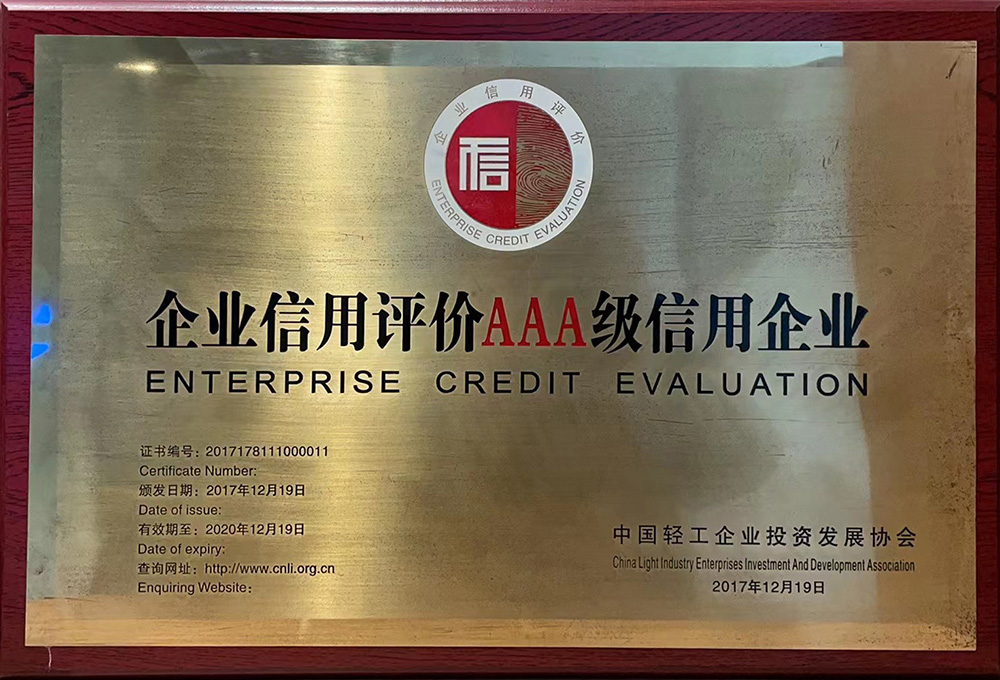 企业信用评价
信
ENTERPRISE CREDIT EVALUATION
企业信用评价AAA级信用企业
ENTERPRISE CREDIT EVALUATION
证书编号：2017178111000011
Certificate Number:
颁发日期：2017年12月19日
Date of issue:
有效期至：2020年12月19日
Date of expiry:
查询网址：http://www.cnli.org.cn
Enquiring Website：
中国轻工企业投资发展协会
China Light Industry Enterprises Investment And Development Association
2017年12月19日